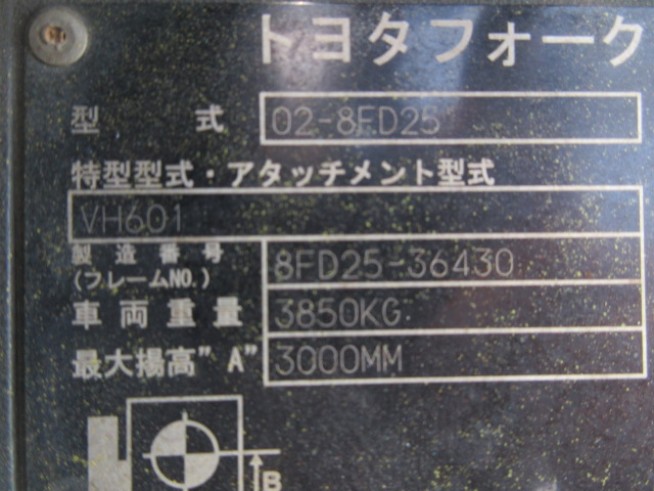 トヨタフォーク
型 式 02-8FD25
特型型式・アタッチメント型式
VH601
製造番号
(フレームNO.) 8FD25-36430
車両重量 3850KG
最大揚高"A" 3000MM
B